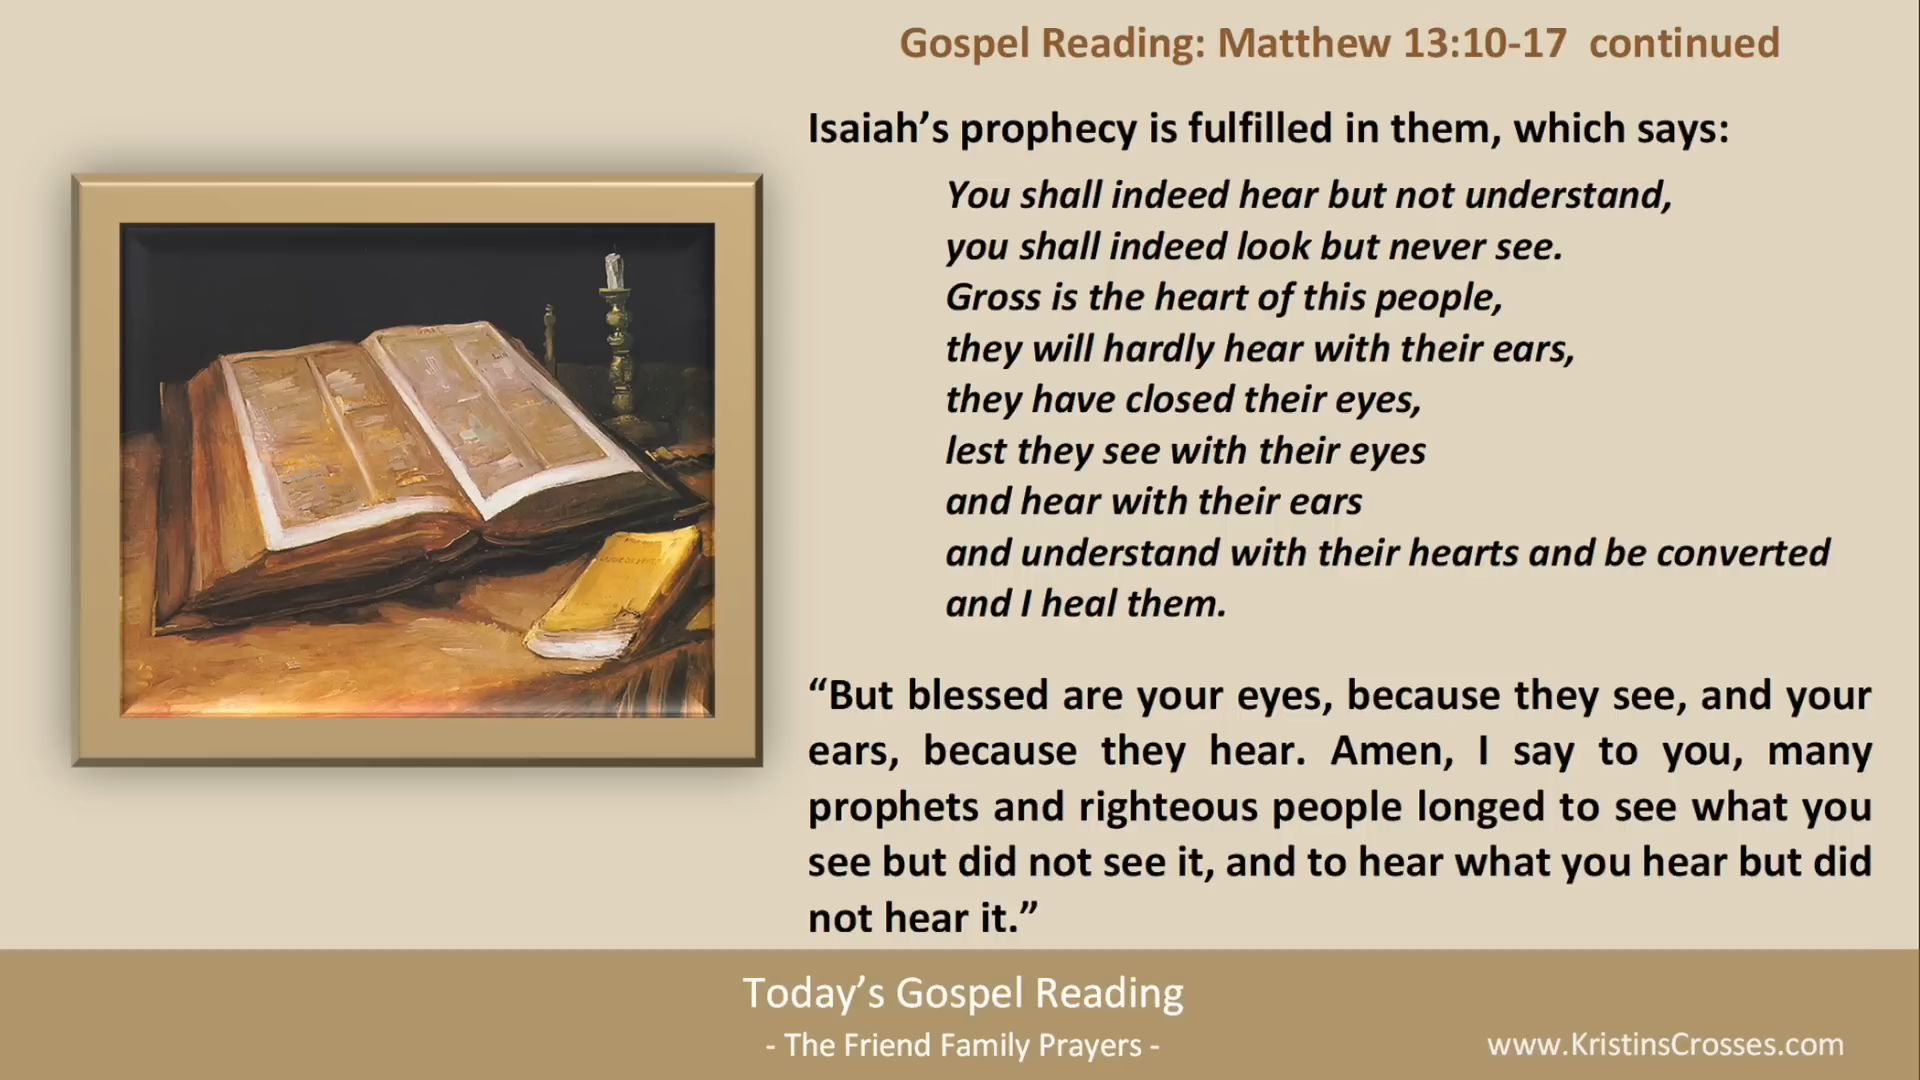 Gospel Reading: Matthew 13:10-17 continued
Isaiah’s prophecy is fulfilled in them, which says:
You shall indeed hear but not understand,
you shall indeed look but never see.
Gross is the heart of this people,
they will hardly hear with their ears,
they have closed their eyes,
lest they see with their eyes
and hear with their ears
and understand with their hearts and be converted
and I heal them.
“But blessed are your eyes, because they see, and your
ears, because they hear. Amen, I say to you, many
prophets and righteous people longed to see what you
see but did not see it, and to hear what you hear but did
not hear it.”
Today’s Gospel Reading
- The Friend Family Prayers -
www.KristinsCrosses.com